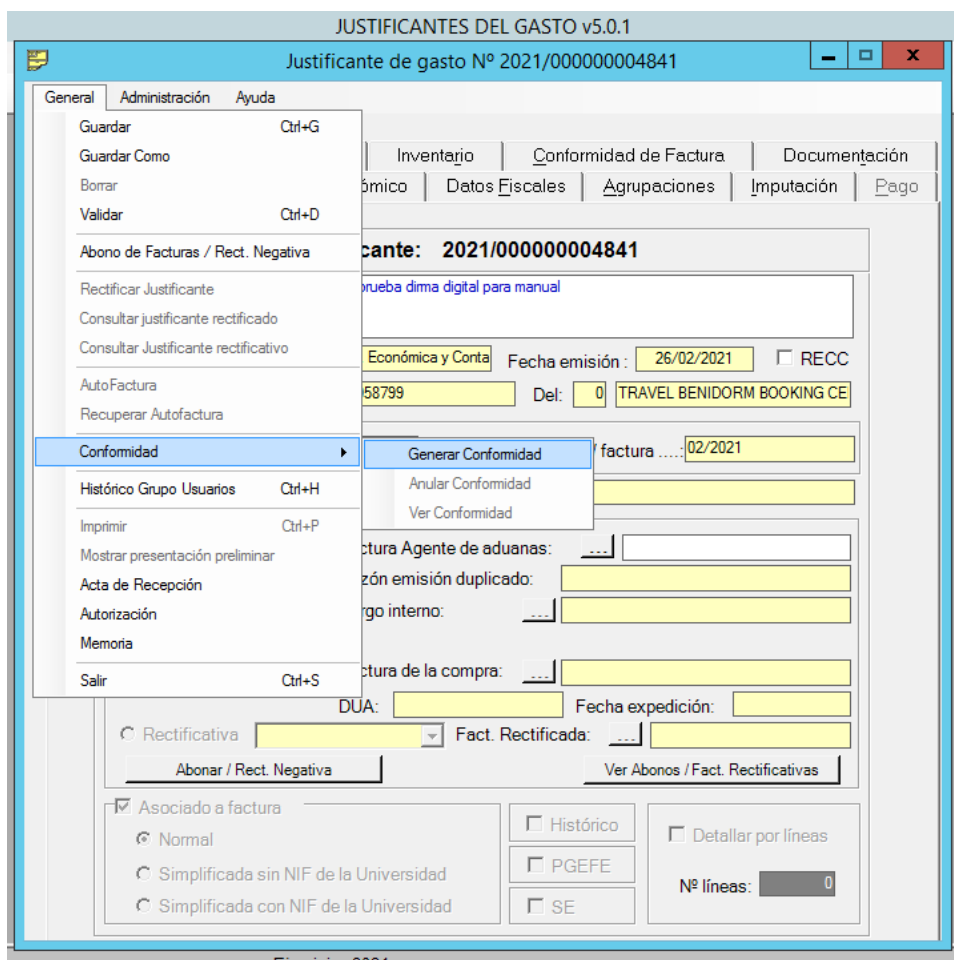 JUSTIFICANTES DEL GASTO v5.0.1
Justificante de gasto Nº 2021/000000004841
General Administración Ayuda
Guardar Ctrl+G
Guardar Como
Borrar
Validar Ctrl+D
Abono de Facturas / Rect. Negativa
Rectificar Justificante
Consultar justificante rectificado
Consultar Justificante rectificativo
AutoFactura
Recuperar Autofactura
Conformidad
Histórico Grupo Usuarios Ctrl+H
Imprimir Ctrl+P
Mostrar presentación preliminar
Acta de Recepción
Autorización
Memoria
Salir Ctrl+S
Generar Conformidad
Anular Conformidad
Ver Conformidad
Inventario Conformidad de Factura Documentación
ómico Datos Fiscales Agrupaciones Imputación Pago
cante: 2021/000000004841
prueba dirma digital para manual
Económica y Conta Fecha emisión : 26/02/2021 RECC
58799 Del: 0 TRAVEL BENIDORM BOOKING CE
/ factura ....: 02/2021
ctura Agente de aduanas: ...
zón emisión duplicado:
rgo interno: ...
ctura de la compra: ...
DUA: Fecha expedición:
Rectificativa Fact. Rectificada: ...
Abonar / Rect. Negativa Ver Abonos / Fact. Rectificativas
Asociado a factura
Normal
Simplificada sin NIF de la Universidad
Simplificada con NIF de la Universidad
Histórico
PGEFE
SE
Detallar por líneas
Nº líneas: 0